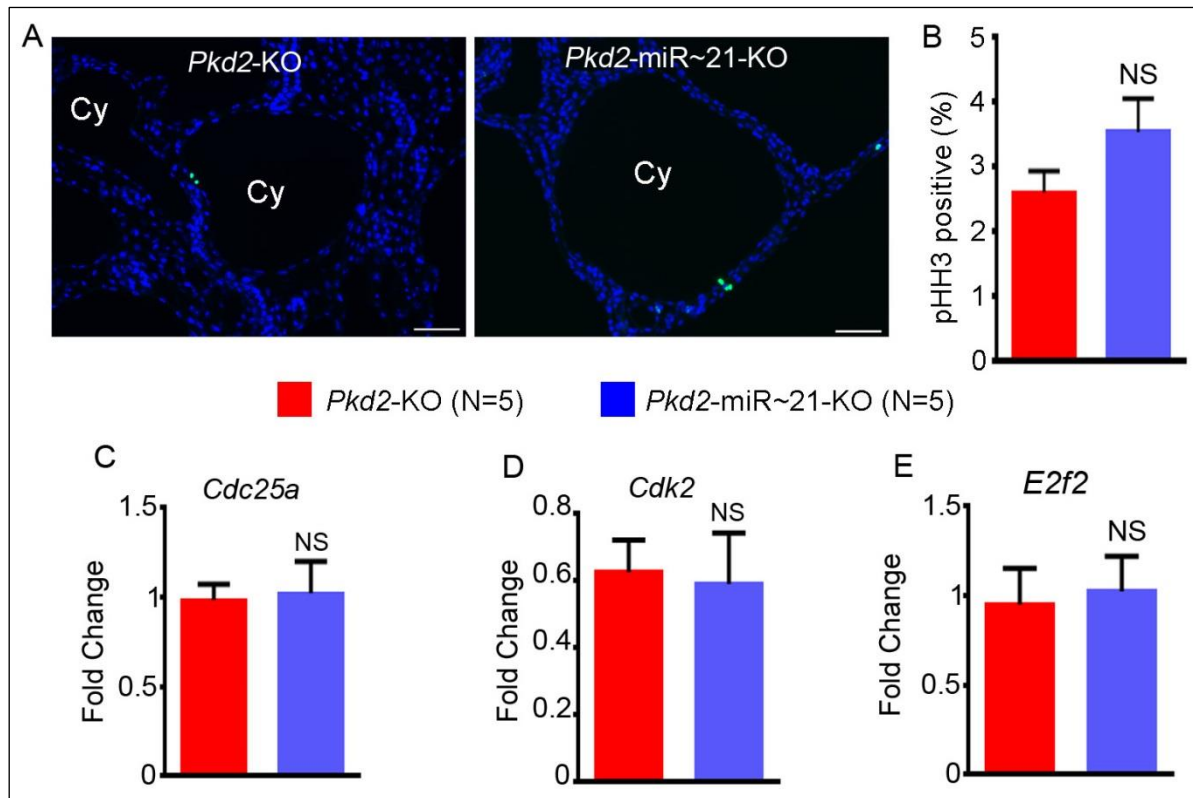 A
Pkd2-KO
Cy
Cy
Pkd2-miR~21-KO
Cy
B
pHH3 positive (%)
5
4
3
2
1
0
NS
Pkd2-KO (N=5)
Pkd2-miR~21-KO (N=5)
C
Cdc25a
Fold Change
1.5
1
0.5
0
NS
D
Cdk2
Fold Change
0.8
0.6
0.4
0.2
0
NS
E
E2f2
Fold Change
1.5
1
0.5
0
NS